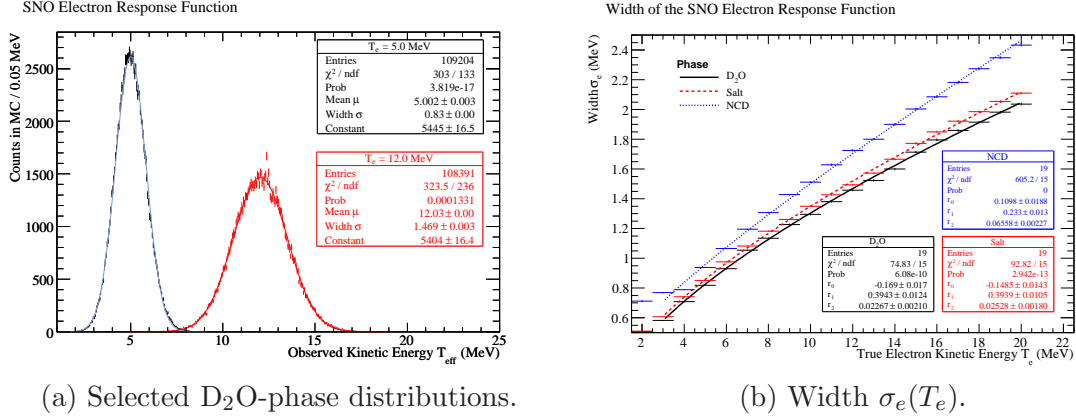 SNO Electron Response Function
Counts in MC / 0.05 MeV
2500
2000
1500
1000
500
0
0 5 10 15 20 25
Observed Kinetic Energy T_eff (MeV)
T_e = 5.0 MeV
Entries 109204
χ² / ndf 303 / 133
Prob 3.819e-17
Mean μ 5.002 ± 0.003
Width σ 0.83 ± 0.00
Constant 5445 ± 16.5
T_e = 12.0 MeV
Entries 108391
χ² / ndf 323.5 / 236
Prob 0.0001331
Mean μ 12.03 ± 0.00
Width σ 1.469 ± 0.003
Constant 5404 ± 16.4
(a) Selected D₂O-phase distributions.
Width of the SNO Electron Response Function
Width σ_e (MeV)
2.4
2.2
2
1.8
1.6
1.4
1.2
1
0.8
0.6
2 4 6 8 10 12 14 16 18 20 22
True Electron Kinetic Energy T_e (MeV)
Phase
D₂O
Salt
NCD
NCD
Entries 19
χ² / ndf 605.2 / 15
Prob 0
r₀ 0.1098 ± 0.0188
r₁ 0.233 ± 0.013
r₂ 0.06558 ± 0.00227
D₂O
Entries 19
χ² / ndf 74.83 / 15
Prob 6.08e-10
r₀ -0.169 ± 0.017
r₁ 0.3943 ± 0.0124
r₂ 0.02267 ± 0.00210
Salt
Entries 19
χ² / ndf 92.82 / 15
Prob 2.942e-13
r₀ -0.1485 ± 0.0143
r₁ 0.3939 ± 0.0105
r₂ 0.02528 ± 0.00180
(b) Width σ_e(T_e).